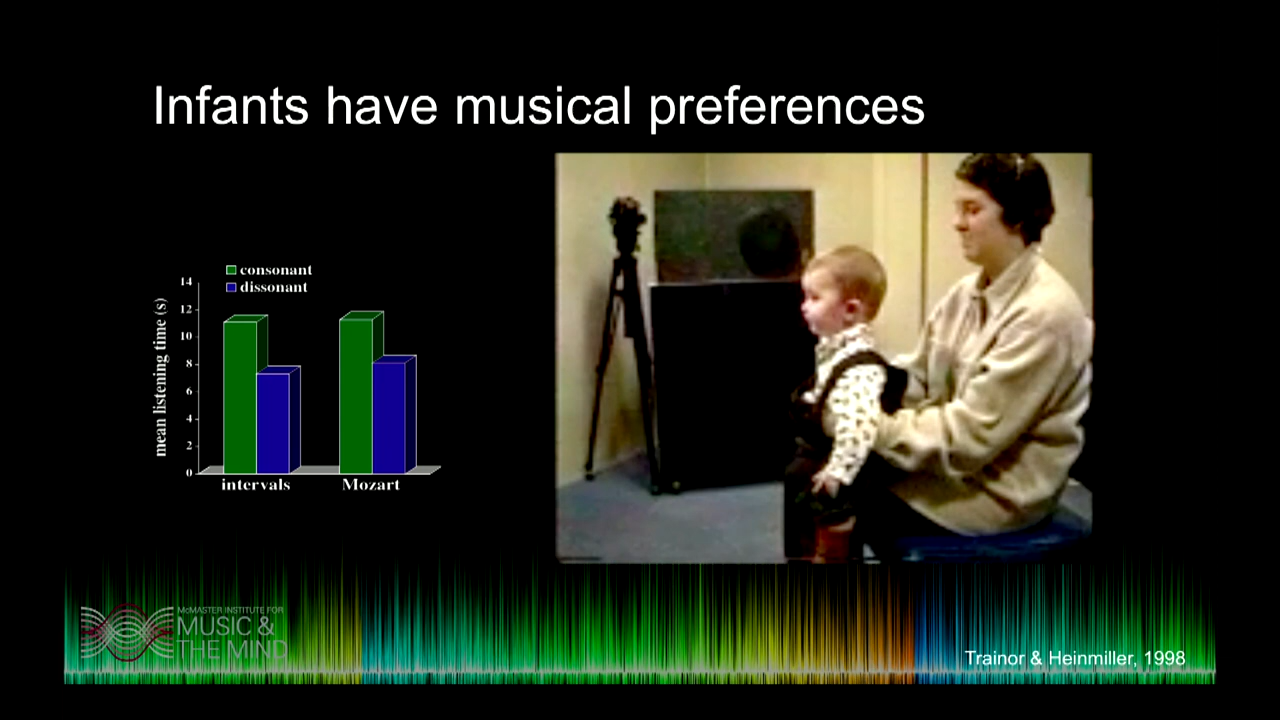 Infants have musical preferences
consonant
dissonant
mean listening time (s)
14
12
10
8
6
4
2
0
intervals
Mozart
McMASTER INSTITUTE FOR
MUSIC &
THE MIND
Trainor & Heinmiller, 1998